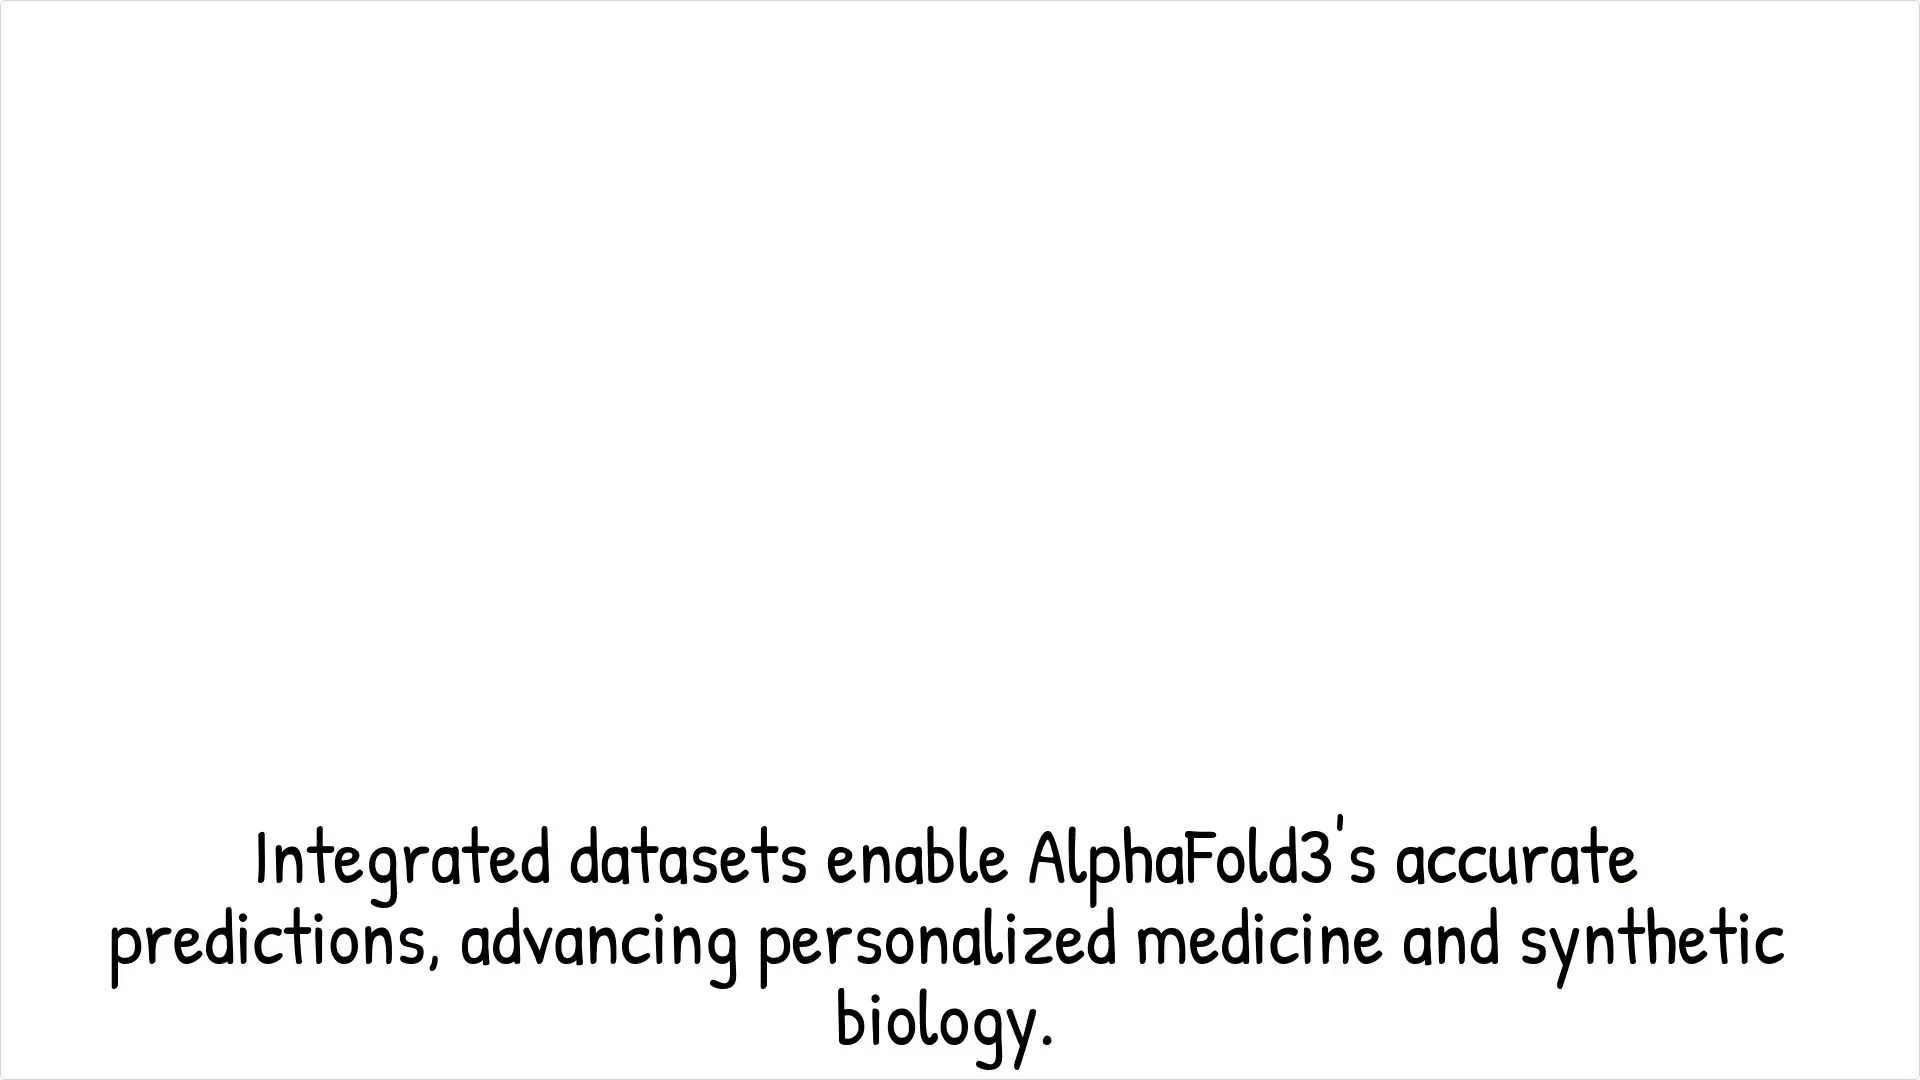 Integrated datasets enable AlphaFold3's accurate
predictions, advancing personalized medicine and synthetic
biology.